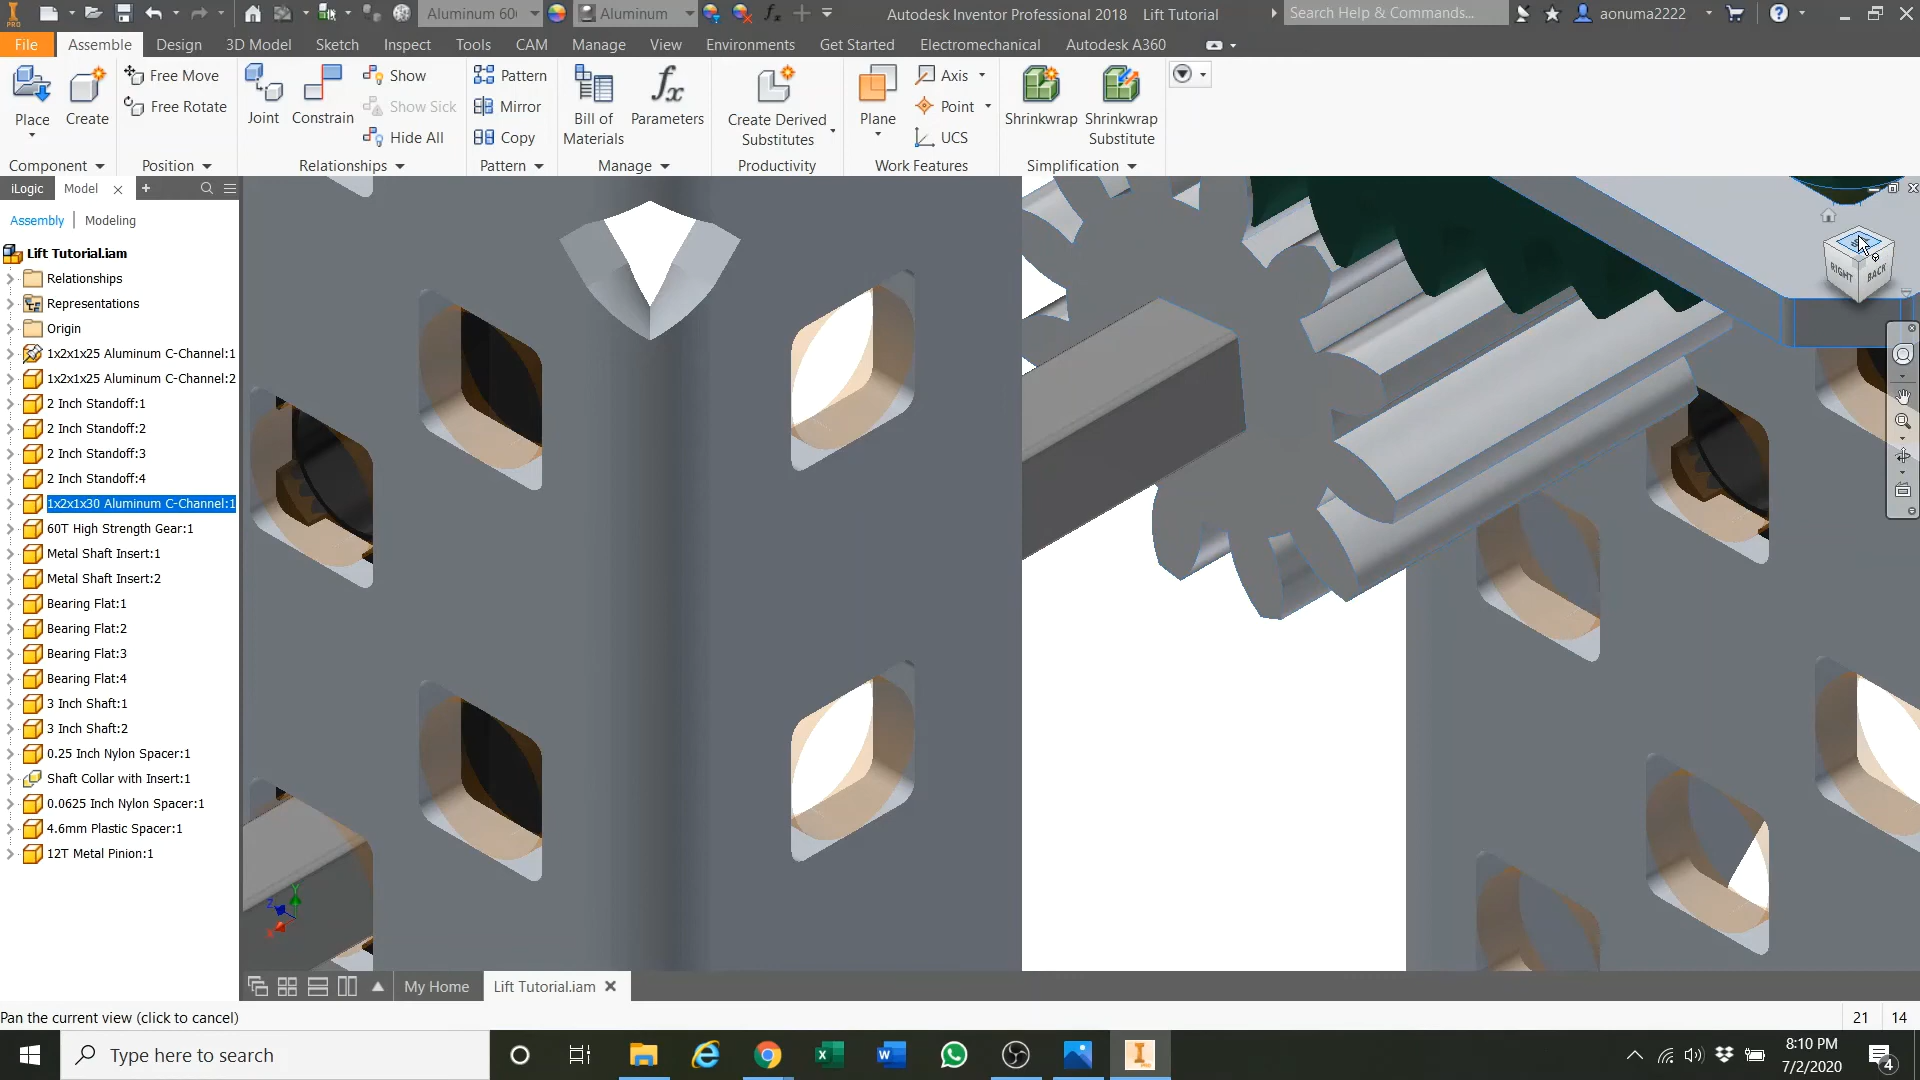 PRO
Aluminum 606
Aluminum
fx
Autodesk Inventor Professional 2018 Lift Tutorial
Search Help & Commands...
aonuma2222
File
Assemble
Design
3D Model
Sketch
Inspect
Tools
CAM
Manage
View
Environments
Get Started
Electromechanical
Autodesk A360
Place
Create
Free Move
Free Rotate
Joint
Constrain
Show
Show Sick
Hide All
Pattern
Mirror
Copy
Bill of
Materials
fx
Parameters
Create Derived
Substitutes
Plane
Axis
Point
UCS
Shrinkwrap
Shrinkwrap
Substitute
Component
Position
Relationships
Pattern
Manage
Productivity
Work Features
Simplification
iLogic
Model
Assembly
Modeling
Lift Tutorial.iam
Relationships
Representations
Origin
1x2x1x25 Aluminum C-Channel:1
1x2x1x25 Aluminum C-Channel:2
2 Inch Standoff:1
2 Inch Standoff:2
2 Inch Standoff:3
2 Inch Standoff:4
1x2x1x30 Aluminum C-Channel:1
60T High Strength Gear:1
Metal Shaft Insert:1
Metal Shaft Insert:2
Bearing Flat:1
Bearing Flat:2
Bearing Flat:3
Bearing Flat:4
3 Inch Shaft:1
3 Inch Shaft:2
0.25 Inch Nylon Spacer:1
Shaft Collar with Insert:1
0.0625 Inch Nylon Spacer:1
4.6mm Plastic Spacer:1
12T Metal Pinion:1
RIGHT
BACK
Y
Z
X
My Home
Lift Tutorial.iam
Pan the current view (click to cancel)
21
14
Type here to search
8:10 PM
7/2/2020
4